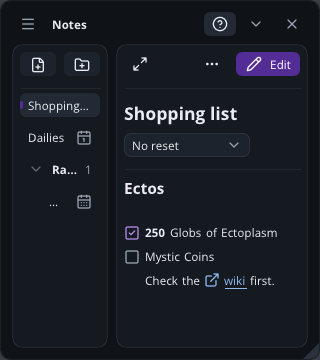 Notes
Shopping...
Dailies
Ra... 1
...
Edit
Shopping list
No reset
Ectos
250 Globs of Ectoplasm
Mystic Coins
Check the wiki first.